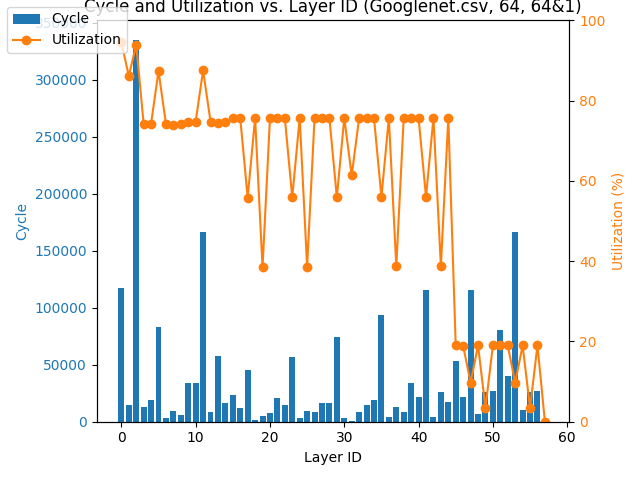 Cycle and Utilization vs. Layer ID (Googlenet.csv, 64, 64&1)
Cycle
Utilization
350000
300000
250000
200000
150000
100000
50000
0
Cycle
100
80
60
40
20
0
Utilization (%)
0 10 20 30 40 50 60
Layer ID